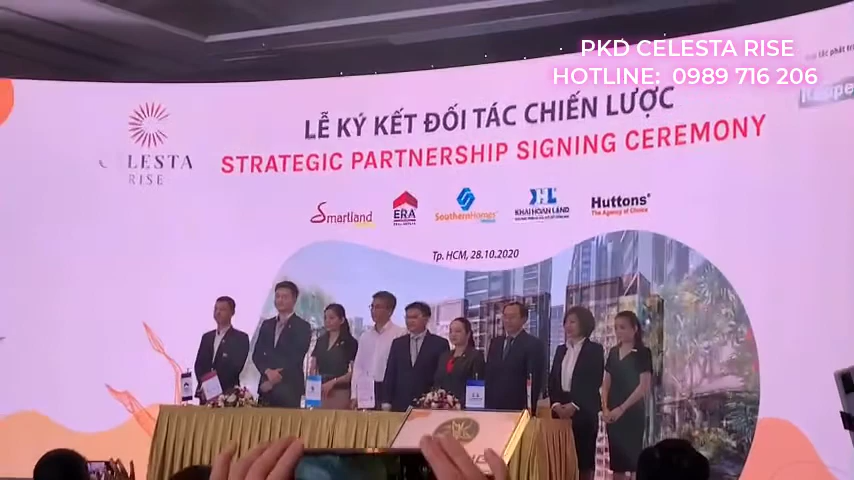 PKD CELESTA RISE
HOTLINE: 0989 716 206
LỄ KÝ KẾT ĐỐI TÁC CHIẾN LƯỢC
STRATEGIC PARTNERSHIP SIGNING CEREMONY
LESTA
RISE
Smartland
ERA
SouthernHomes
KHẢI HOÀN LAND
Huttons
The Agency of Choice
Tp. HCM, 28.10.2020